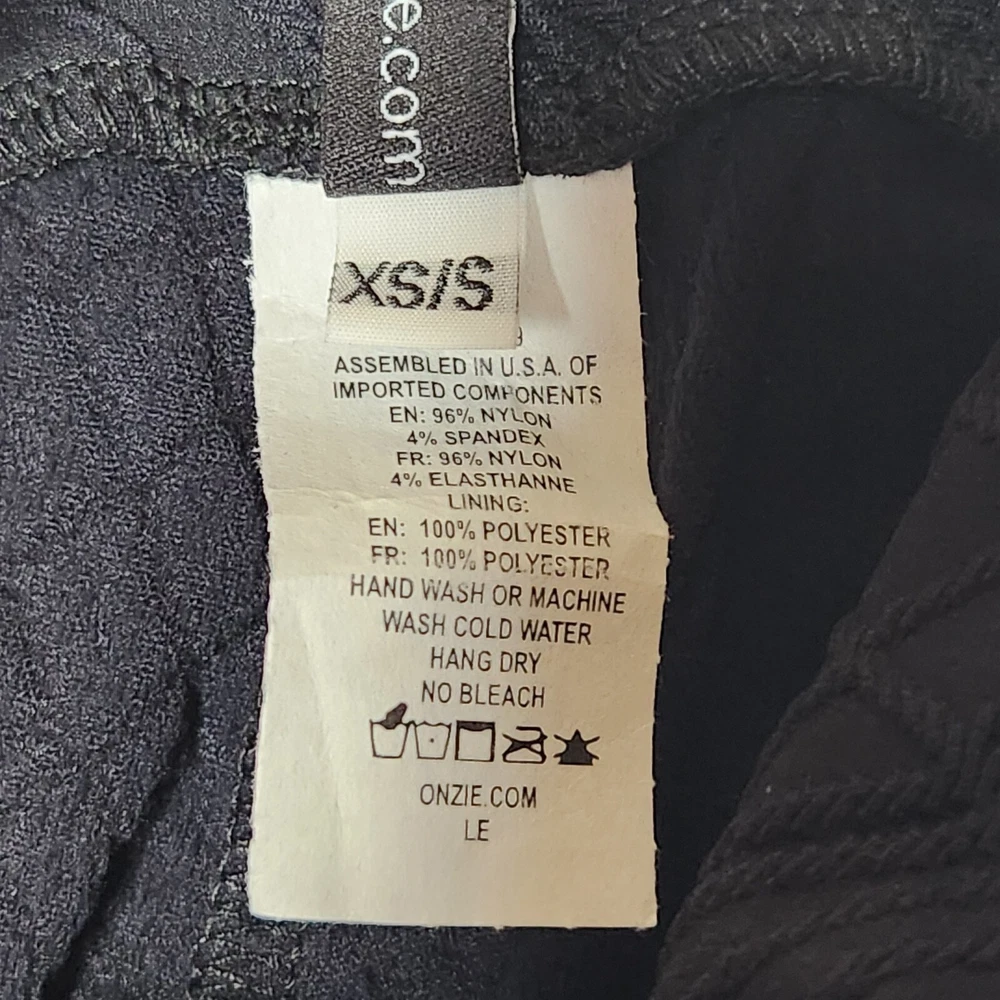 e.com
XS/S
9
ASSEMBLED IN U.S.A. OF
IMPORTED COMPONENTS
EN: 96% NYLON
4% SPANDEX
FR: 96% NYLON
4% ELASTHANNE
LINING:
EN: 100% POLYESTER
FR: 100% POLYESTER
HAND WASH OR MACHINE
WASH COLD WATER
HANG DRY
NO BLEACH
ONZIE.COM
LE